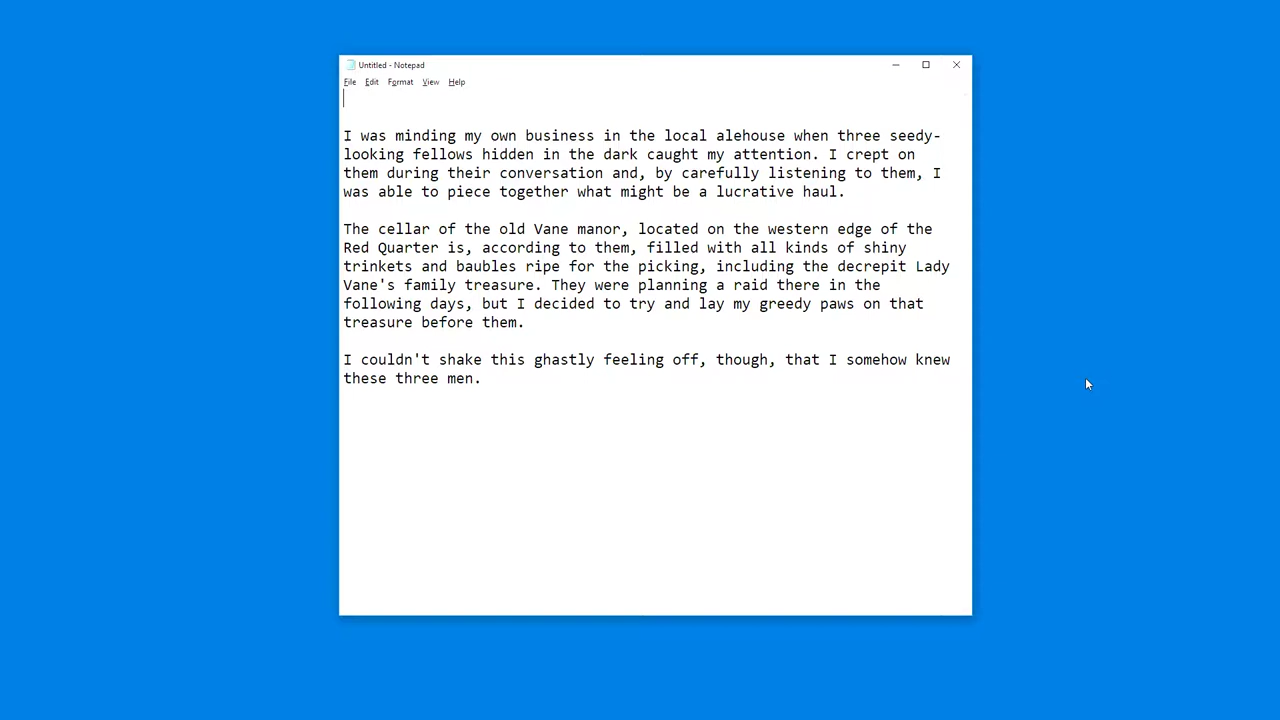 Untitled - Notepad
File Edit Format View Help
I was minding my own business in the local alehouse when three seedy-
looking fellows hidden in the dark caught my attention. I crept on
them during their conversation and, by carefully listening to them, I
was able to piece together what might be a lucrative haul.
The cellar of the old Vane manor, located on the western edge of the
Red Quarter is, according to them, filled with all kinds of shiny
trinkets and baubles ripe for the picking, including the decrepit Lady
Vane's family treasure. They were planning a raid there in the
following days, but I decided to try and lay my greedy paws on that
treasure before them.
I couldn't shake this ghastly feeling off, though, that I somehow knew
these three men.